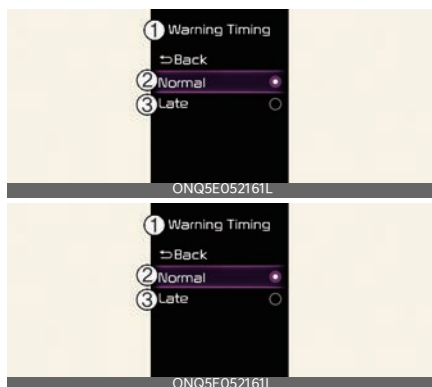 ① Warning Timing
⮌Back
② Normal
③ Late
ONQ5E052161L
① Warning Timing
⮌Back
② Normal
③ Late
ONQ5E052161L